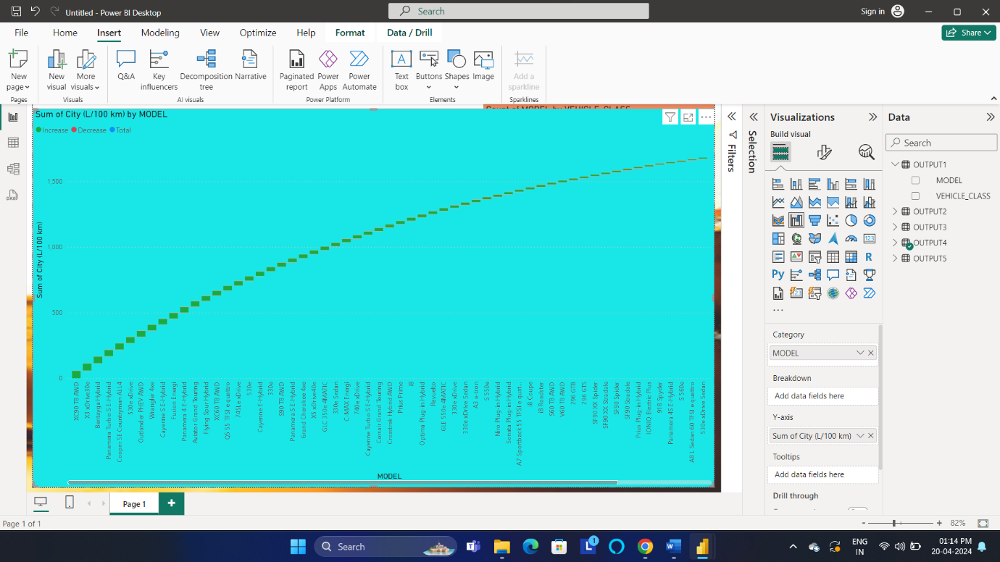 Untitled - Power BI Desktop
Search
Sign in
File
Home
Insert
Modeling
View
Optimize
Help
Format
Data / Drill
Share
New page
New visual
More visuals
Q&A
Key influencers
Decomposition tree
Narrative
Paginated report
Power Apps
Power Automate
Text box
Buttons
Shapes
Image
Add a sparkline
Pages
Visuals
AI visuals
Power Platform
Elements
Sparklines
Count of MODEL by VEHICLE_CLASS
Sum of City (L/100 km) by MODEL
Increase
Decrease
Total
Sum of City (L/100 km)
1,500
1,000
500
0
XC90 T8 AWD
X3 xDrive30e
Bentayga Hybrid
Panamera Turbo S E-Hybrid
Cooper SE Countryman ALL4
530e xDrive
Outlander PHEV AWD
Wrangler 4xe
Cayenne S E-Hybrid
Fusion Energi
Panamera 4 E-Hybrid
Aviator Grand Touring
Flying Spur Hybrid
XC60 T8 AWD
Q5 55 TFSI e quattro
745Le xDrive
530e
Cayenne E-Hybrid
330e
S90 T8 AWD
Panamera S E-Hybrid
Grand Cherokee 4xe
X5 xDrive40e
GLC 350e 4MATIC
330e Sedan
C-MAX Energi
740e xDrive
Cayenne Turbo S E-Hybrid
Corsair Grand Touring
Crosstrek Hybrid AWD
Prius Prime
i8
Optima Plug-in Hybrid
Revuelto
GLE 550e 4MATIC
330e xDrive
330e xDrive Sedan
A3 e-tron
S 550e
Niro Plug-in Hybrid
Sonata Plug-in Hybrid
A7 Sportback 55 TFSI e quat...
i8 Coupe
i8 Roadster
S60 T8 AWD
V60 T8 AWD
296 GTB
296 GTS
SF90 XX Spider
SF90 XX Stradale
SF90 Spider
SF90 Stradale
Prius Plug-in Hybrid
IONIQ Electric Plus
918 Spyder
Panamera 4S E-Hybrid
S 560e
A8 L Sedan 60 TFSI e quattro
530e xDrive Sedan
MODEL
Filters
Selection
Visualizations
Build visual
R
Py
123
Category
MODEL
Breakdown
Add data fields here
Y-axis
Sum of City (L/100 km)
Tooltips
Add data fields here
Drill through
Data
Search
OUTPUT1
MODEL
VEHICLE_CLASS
OUTPUT2
OUTPUT3
OUTPUT4
OUTPUT5
Page 1
Page 1 of 1
82%
Search
1
ENG
IN
01:14 PM
20-04-2024